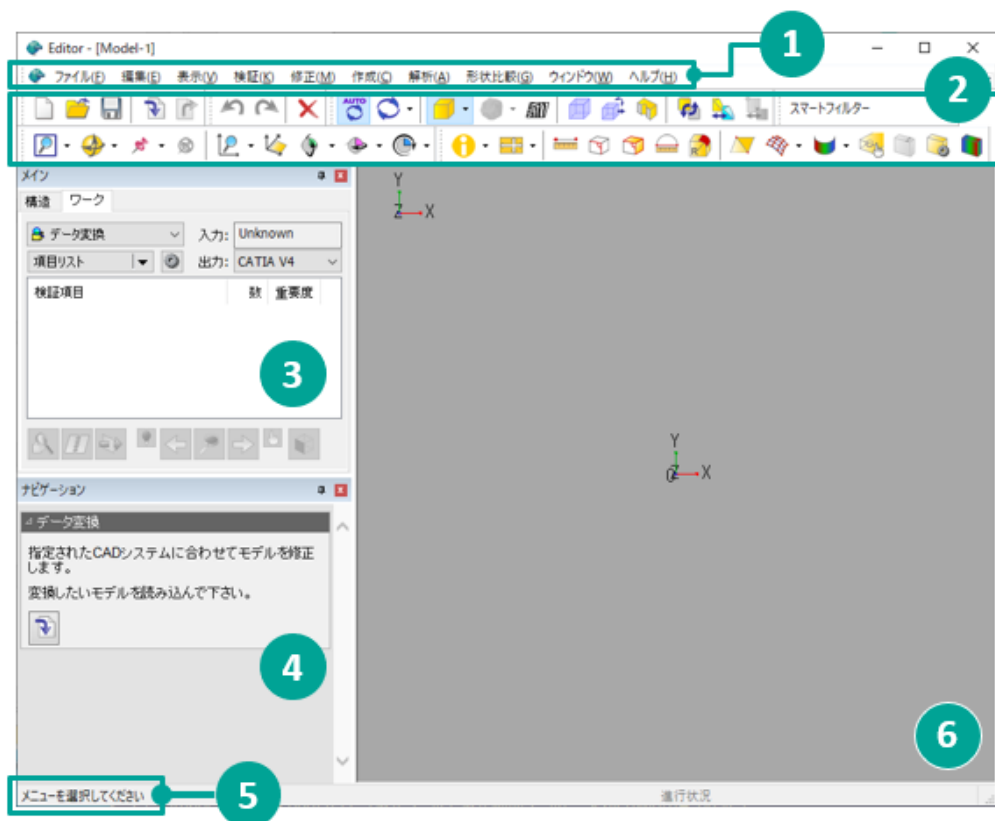 Editor - [Model-1]
1
ファイル(F) 編集(E) 表示(V) 検証(K) 修正(M) 作成(C) 解析(A) 形状比較(G) ウィンドウ(W) ヘルプ(H)
2
AUTO
スマートフィルター
メイン
構造 ワーク
データ変換 入力: Unknown
項目リスト 出力: CATIA V4
検証項目 数 重要度
3
Y
Z X
Y
Z X
ナビゲーション
データ変換
指定されたCADシステムに合わせてモデルを修正
します。
変換したいモデルを読み込んで下さい。
4
6
メニューを選択してください
5
進行状況